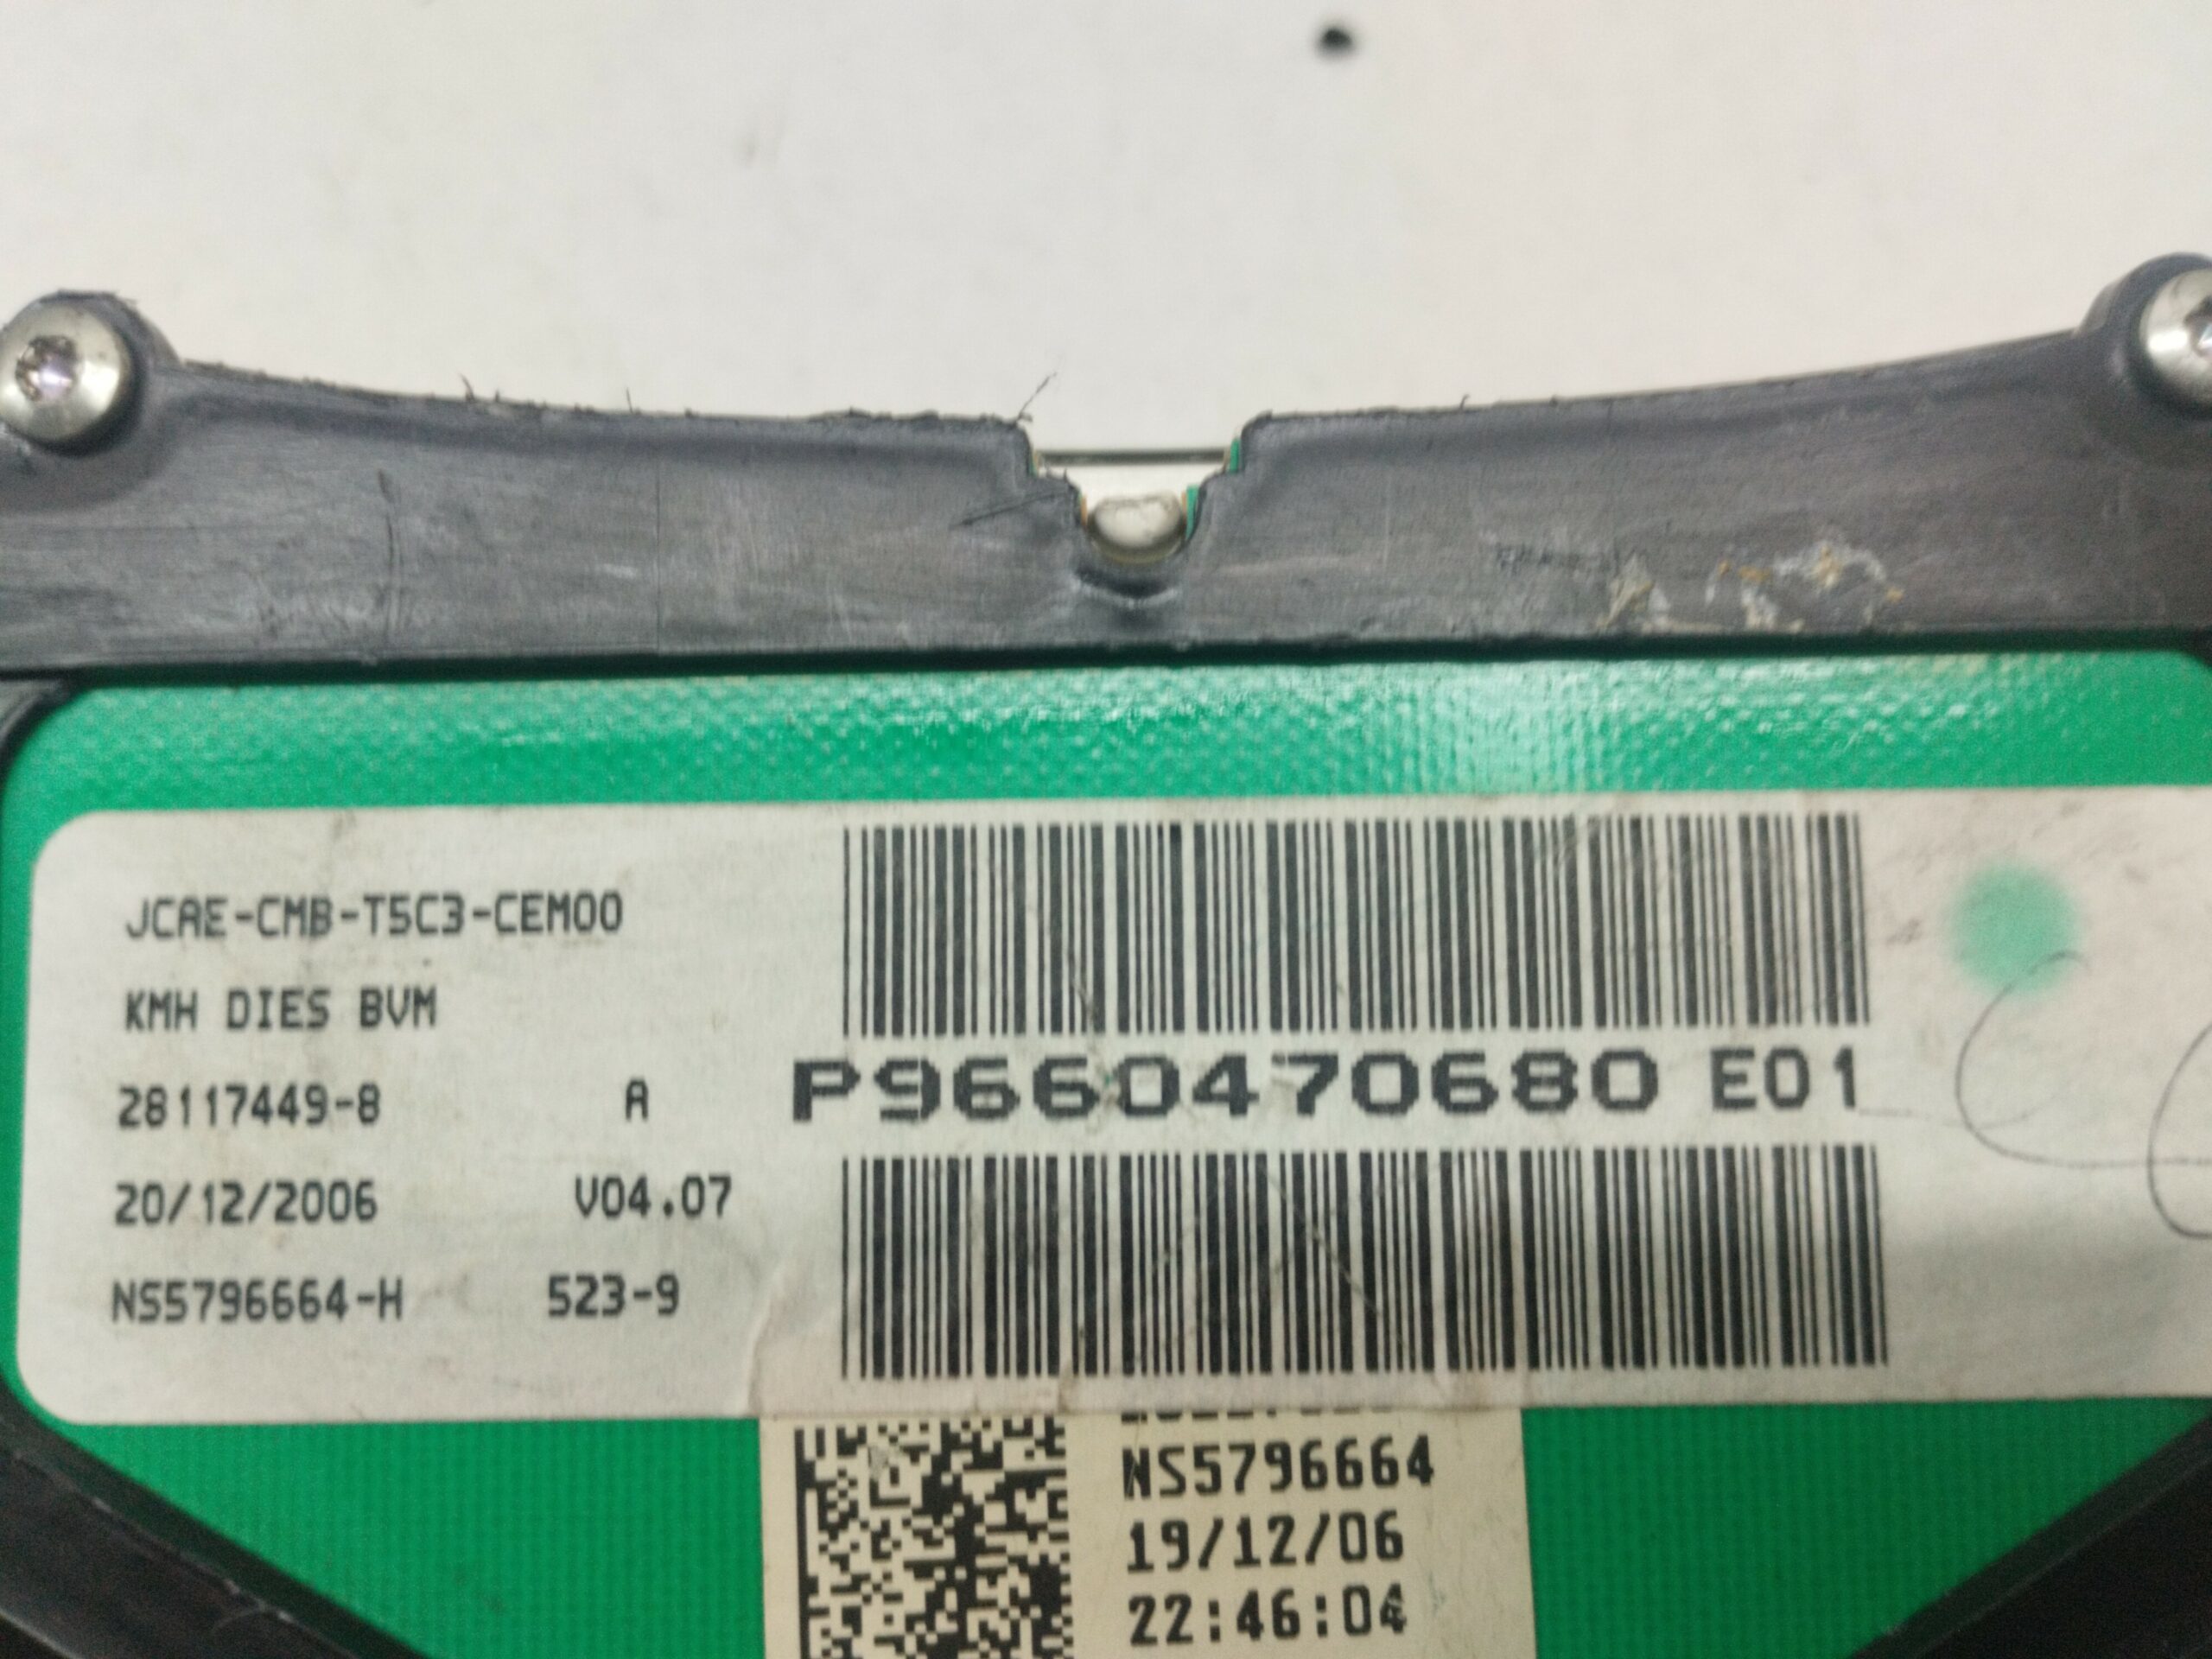 JCAE-CMB-T5C3-CEM00
KMH DIES BVM
28117449-8 A
20/12/2006 V04.07
NS5796664-H 523-9
P9660470680 E01
NS5796664
19/12/06
22:46:04